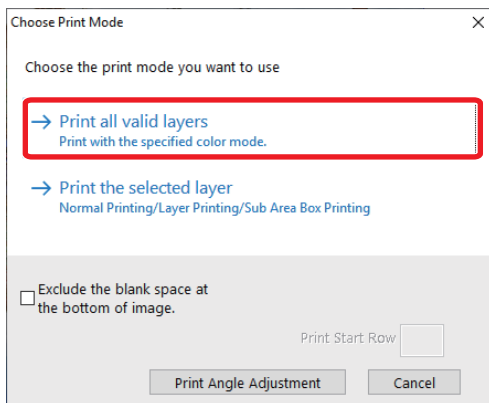 Choose Print Mode
Choose the print mode you want to use
Print all valid layers
Print with the specified color mode.
Print the selected layer
Normal Printing/Layer Printing/Sub Area Box Printing
Exclude the blank space at
the bottom of image.
Print Start Row
Print Angle Adjustment
Cancel